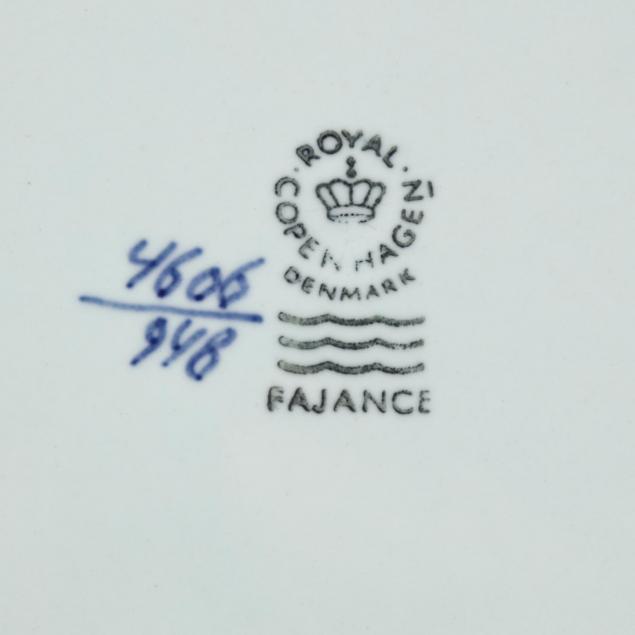 ROYAL
COPENHAGEN
DENMARK
FAJANCE
4606
948